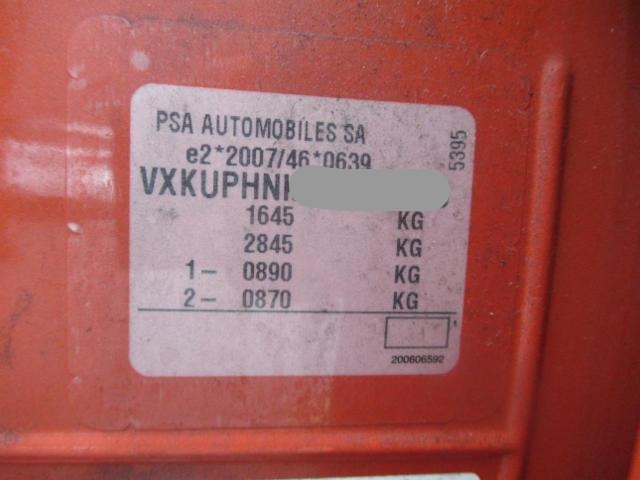 PSA AUTOMOBILES SA
e2*2007/46*0639
5395
VXKUPHN
1645 KG
2845 KG
1- 0890 KG
2- 0870 KG
200606592